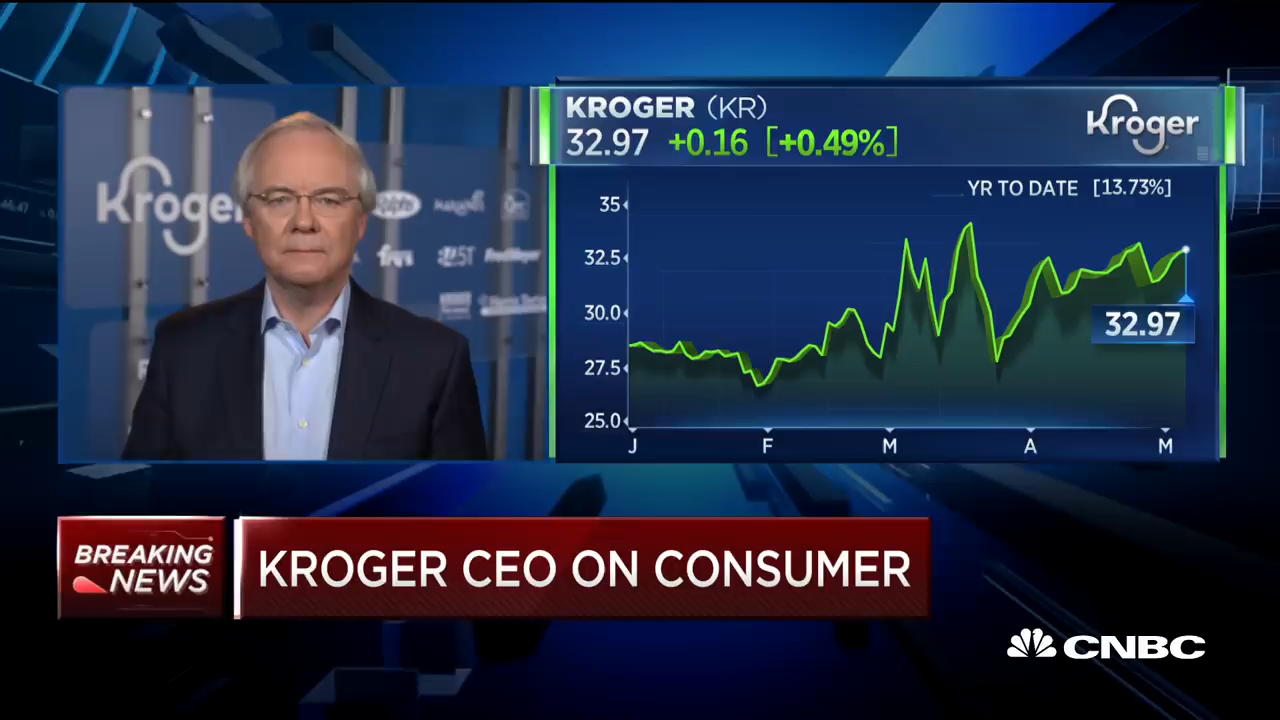 Kroger
KROGER (KR)
32.97 +0.16 [+0.49%]
Kroger
YR TO DATE [13.73%]
35
32.5
30.0
27.5
25.0
32.97
J F M A M
BREAKING
NEWS
KROGER CEO ON CONSUMER
CNBC